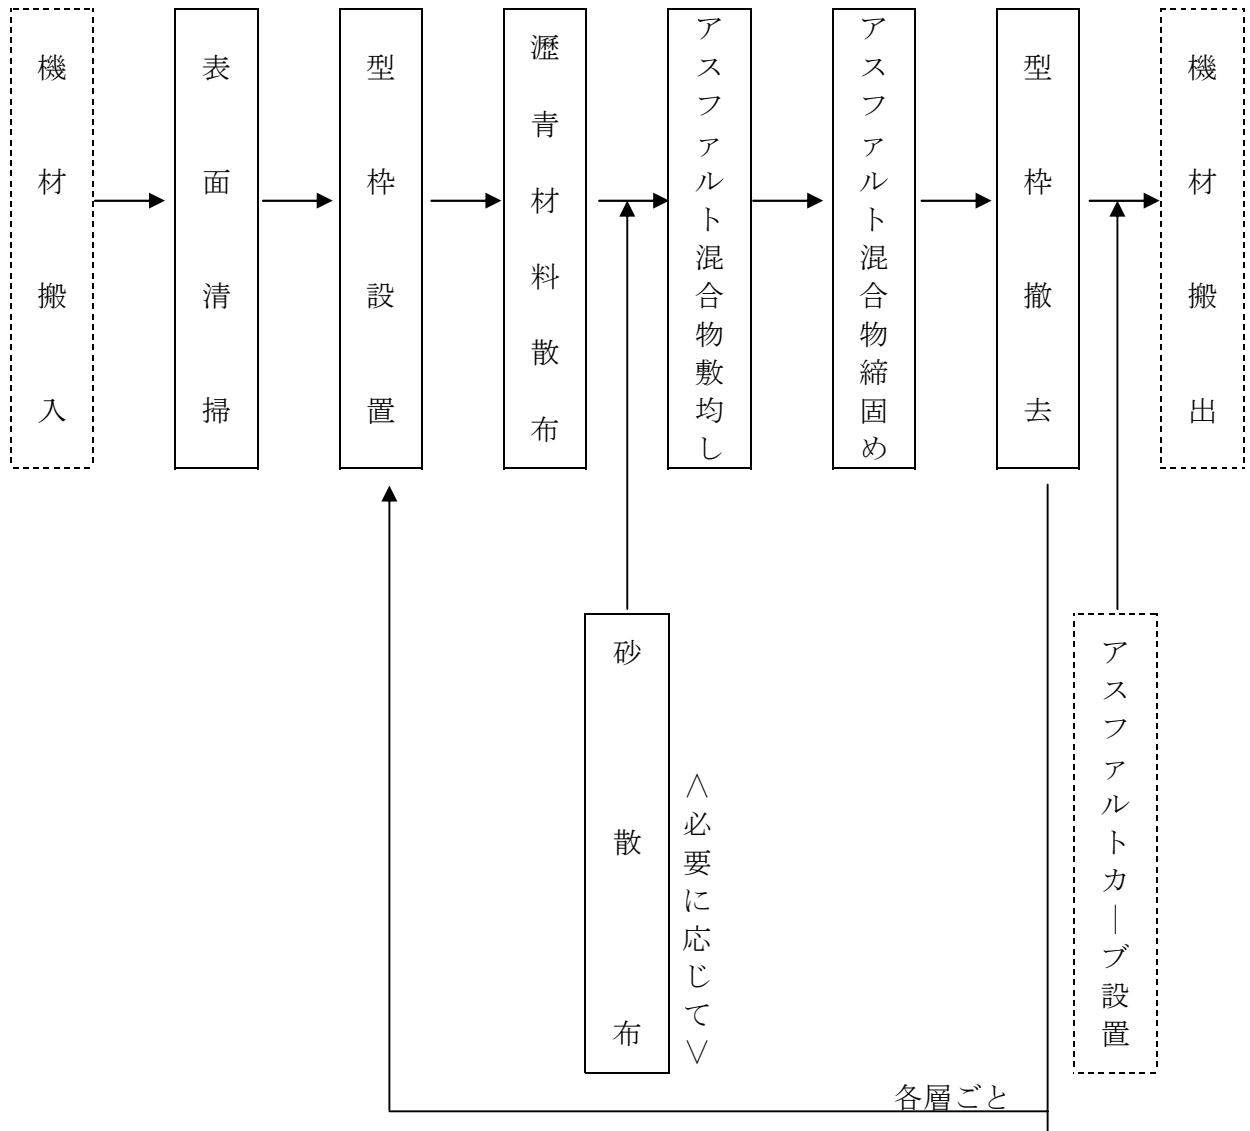 機材搬入
表面清掃
型枠設置
瀝青材料散布
アスファルト混合物敷均し
アスファルト混合物締固め
型枠撤去
機材搬出
砂散布
<必要に応じて>
アスファルトカーブ設置
各層ごと